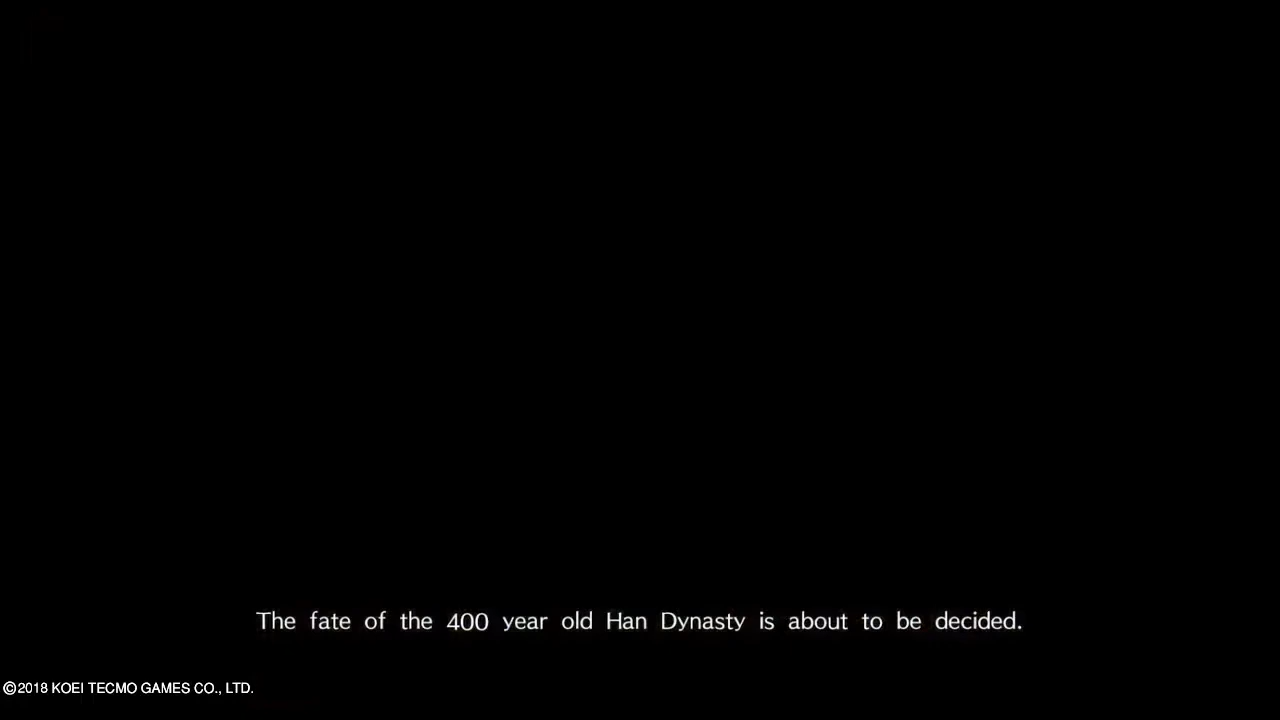 The fate of the 400 year old Han Dynasty is about to be decided.
©2018 KOEI TECMO GAMES CO., LTD.